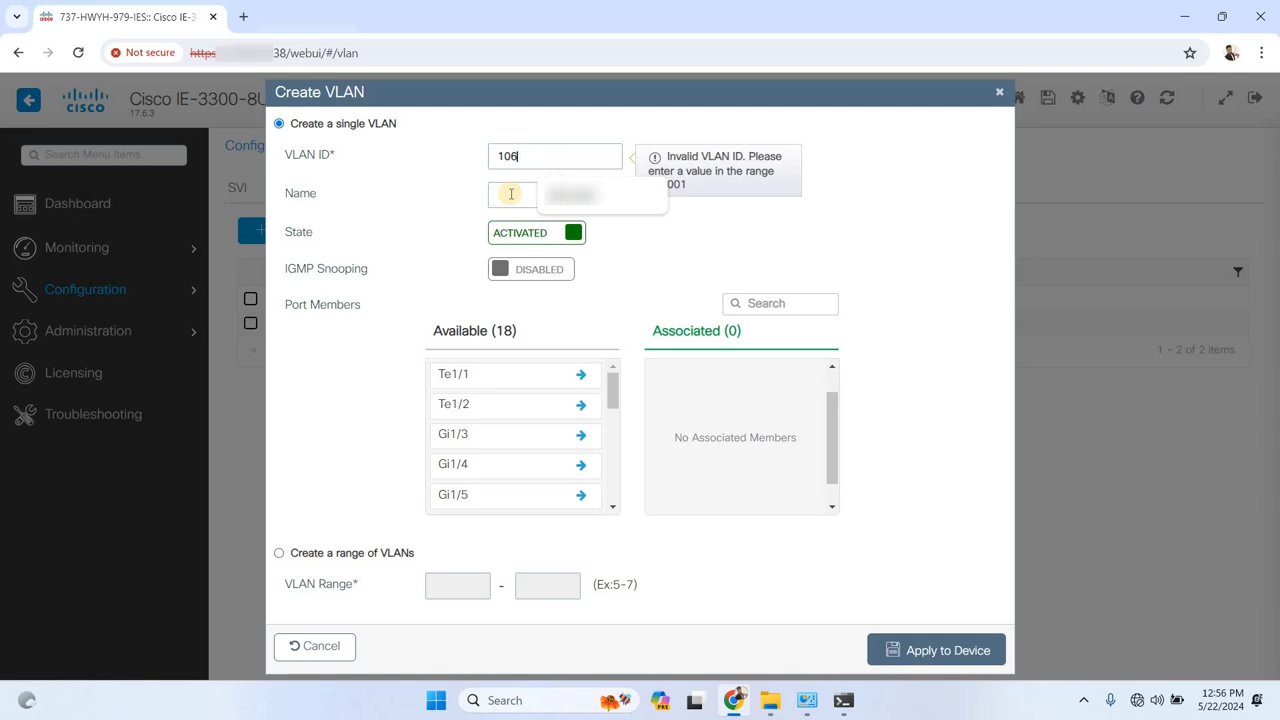 737-HWYH-979-IES:: Cisco IE-3
Not secure
https
38/webui/#/vlan
Create VLAN
CISCO
Cisco IE-3300-8U
17.6.3
Create a single VLAN
Search Menu Items
Config
VLAN ID*
106
Invalid VLAN ID. Please
enter a value in the range
001
SVI
Name
Dashboard
State
ACTIVATED
Monitoring
IGMP Snooping
DISABLED
Configuration
Port Members
Search
Administration
Available (18)
Associated (0)
1 - 2 of 2 items
Licensing
Te1/1
Te1/2
Troubleshooting
Gi1/3
No Associated Members
Gi1/4
Gi1/5
Create a range of VLANs
VLAN Range*
-
(Ex:5-7)
Cancel
Apply to Device
Search
PRE
12:56 PM
5/22/2024